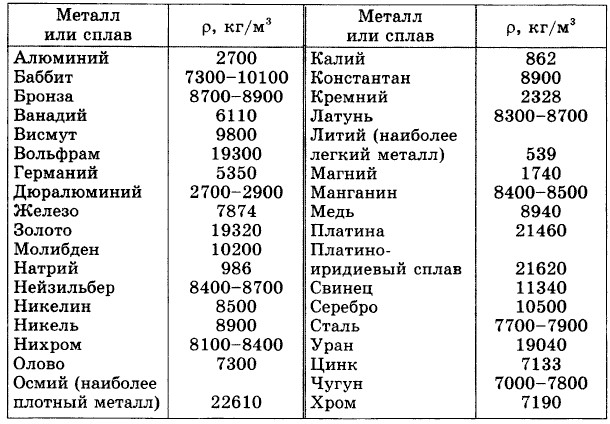 Металл или сплав | ρ, кг/м³
Алюминий 2700
Баббит 7300–10100
Бронза 8700–8900
Ванадий 6110
Висмут 9800
Вольфрам 19300
Германий 5350
Дюралюминий 2700–2900
Железо 7874
Золото 19320
Молибден 10200
Натрий 986
Нейзильбер 8400–8700
Никелин 8500
Никель 8900
Нихром 8100–8400
Олово 7300
Осмий (наиболее
плотный металл) 22610
Металл или сплав | ρ, кг/м³
Калий 862
Константан 8900
Кремний 2328
Латунь 8300–8700
Литий (наиболее
легкий металл) 539
Магний 1740
Манганин 8400–8500
Медь 8940
Платина 21460
Платино-
иридиевый сплав 21620
Свинец 11340
Серебро 10500
Сталь 7700–7900
Уран 19040
Цинк 7133
Чугун 7000–7800
Хром 7190